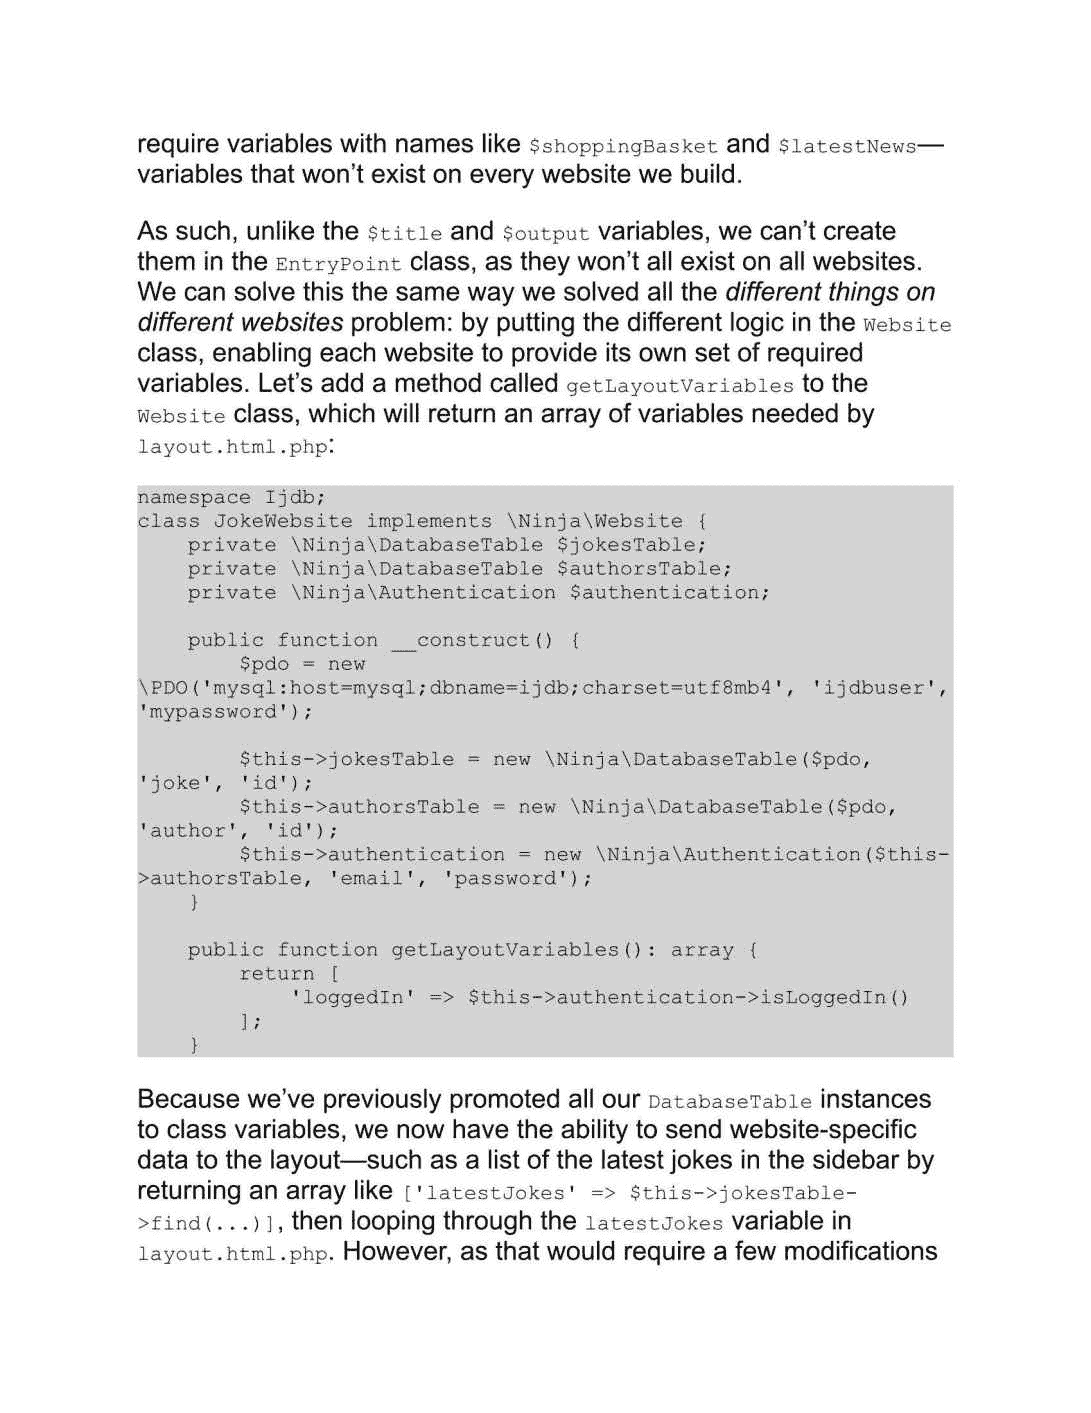 require variables with names like $shoppingBasket and $latestNews—
variables that won’t exist on every website we build.
As such, unlike the $title and $output variables, we can’t create
them in the EntryPoint class, as they won’t all exist on all websites.
We can solve this the same way we solved all the different things on
different websites problem: by putting the different logic in the Website
class, enabling each website to provide its own set of required
variables. Let’s add a method called getLayoutVariables to the
Website class, which will return an array of variables needed by
layout.html.php:
namespace Ijdb;
class JokeWebsite implements \Ninja\Website {
    private \Ninja\DatabaseTable $jokesTable;
    private \Ninja\DatabaseTable $authorsTable;
    private \Ninja\Authentication $authentication;
    public function __construct() {
        $pdo = new
\PDO('mysql:host=mysql;dbname=ijdb;charset=utf8mb4', 'ijdbuser',
'mypassword');
        $this->jokesTable = new \Ninja\DatabaseTable($pdo,
'joke', 'id');
        $this->authorsTable = new \Ninja\DatabaseTable($pdo,
'author', 'id');
        $this->authentication = new \Ninja\Authentication($this-
>authorsTable, 'email', 'password');
    }
    public function getLayoutVariables(): array {
        return [
            'loggedIn' => $this->authentication->isLoggedIn()
        ];
    }
Because we’ve previously promoted all our DatabaseTable instances
to class variables, we now have the ability to send website-specific
data to the layout—such as a list of the latest jokes in the sidebar by
returning an array like ['latestJokes' => $this->jokesTable-
>find(...)], then looping through the latestJokes variable in
layout.html.php. However, as that would require a few modifications